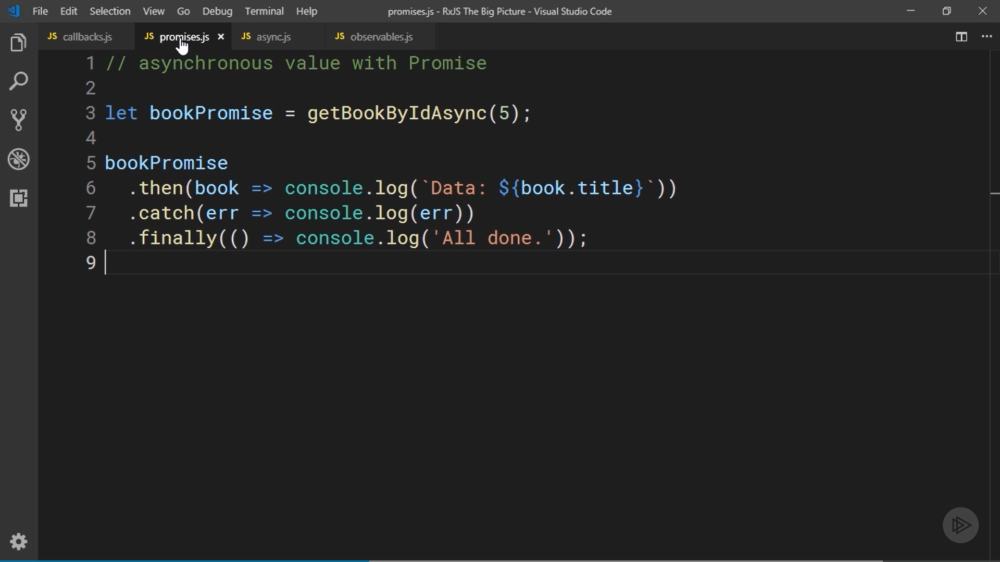 File Edit Selection View Go Debug Terminal Help promises.js - RxJS The Big Picture - Visual Studio Code
JS callbacks.js JS promises.js × JS async.js JS observables.js
1 // asynchronous value with Promise
2
3 let bookPromise = getBookByIdAsync(5);
4
5 bookPromise
6 .then(book => console.log(`Data: ${book.title}`))
7 .catch(err => console.log(err))
8 .finally(() => console.log('All done.'));
9